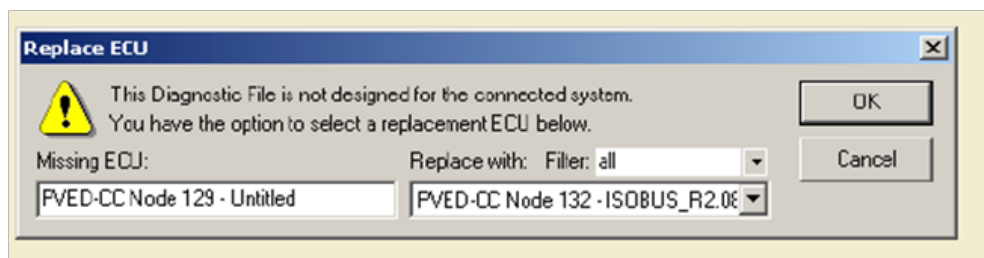 Replace ECU
This Diagnostic File is not designed for the connected system.
You have the option to select a replacement ECU below.
OK
Cancel
Missing ECU:
Replace with: Filter: all
PVED-CC Node 129 - Untitled
PVED-CC Node 132 - ISOBUS_R2.08